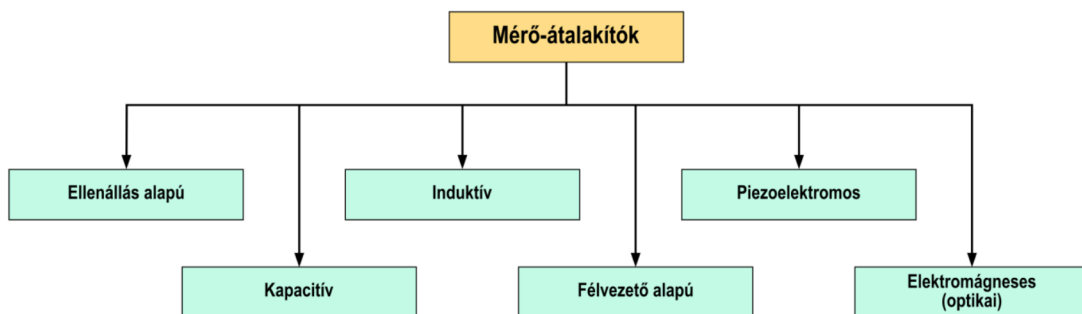 Mérő-átalakítók
Ellenállás alapú
Induktív
Piezoelektromos
Kapacitív
Félvezető alapú
Elektromágneses
(optikai)